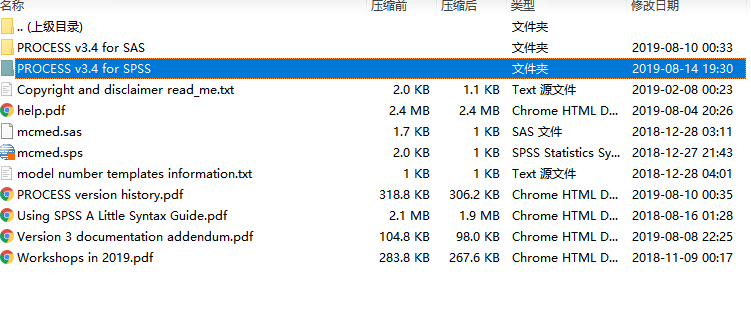 名称 压缩前 压缩后 类型 修改日期
.. (上级目录) 文件夹
PROCESS v3.4 for SAS 文件夹 2019-08-10 00:33
PROCESS v3.4 for SPSS 文件夹 2019-08-14 19:30
Copyright and disclaimer read_me.txt 2.0 KB 1.1 KB Text 源文件 2019-02-08 00:23
help.pdf 2.4 MB 2.4 MB Chrome HTML D... 2019-08-04 20:26
mcmed.sas 1.7 KB 1 KB SAS 文件 2018-12-28 03:11
mcmed.sps 2.0 KB 1 KB SPSS Statistics Sy... 2018-12-27 21:43
model number templates information.txt 1 KB 1 KB Text 源文件 2018-12-28 04:01
PROCESS version history.pdf 318.8 KB 306.2 KB Chrome HTML D... 2019-08-10 00:35
Using SPSS A Little Syntax Guide.pdf 2.1 MB 1.9 MB Chrome HTML D... 2018-08-16 01:28
Version 3 documentation addendum.pdf 104.8 KB 98.0 KB Chrome HTML D... 2019-08-08 22:25
Workshops in 2019.pdf 283.8 KB 267.6 KB Chrome HTML D... 2018-11-09 00:17